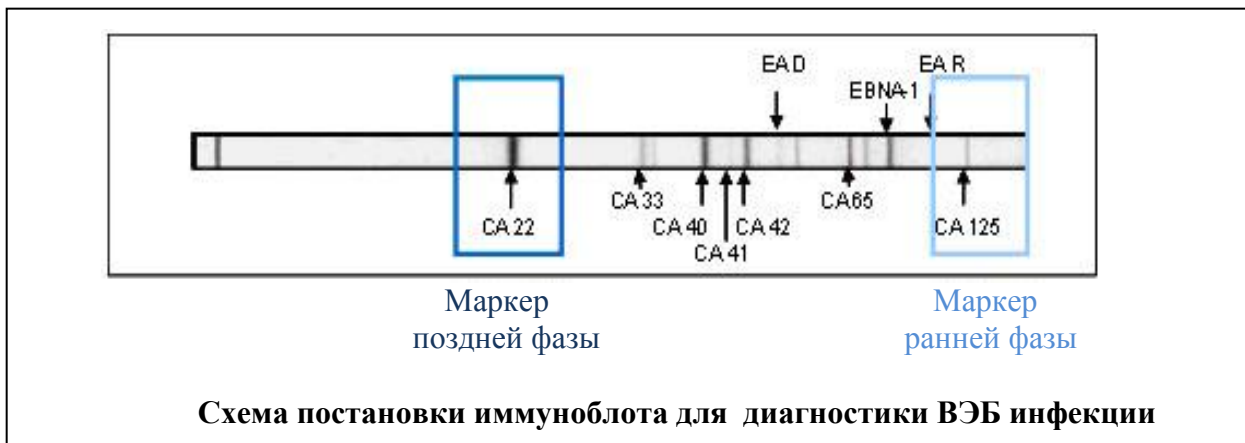 EA D
EA R
EBNA-1
CA 22
CA 33
CA 40
CA 41
CA 42
CA65
CA 125
Маркер
поздней фазы
Маркер
ранней фазы
Схема постановки иммуноблота для диагностики ВЭБ инфекции